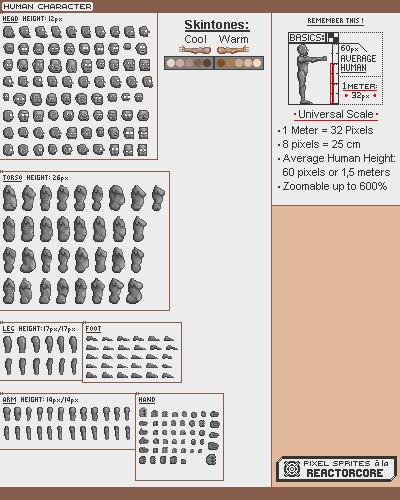 HUMAN CHARACTER
HEAD HEIGHT: 12px
Skintones:
Cool Warm
REMEMBER THIS !
BASICS:
60px
AVERAGE
HUMAN
1 METER:
• 32px •
• Universal Scale •
• 1 Meter = 32 Pixels
• 8 pixels = 25 cm
• Average Human Height:
60 pixels or 1,5 meters
• Zoomable up to 600%
TORSO HEIGHT: 26px
LEG HEIGHT:17px/17px
FOOT
ARM HEIGHT:14px/14px
HAND
PIXEL SPRITES à la
REACTORCORE